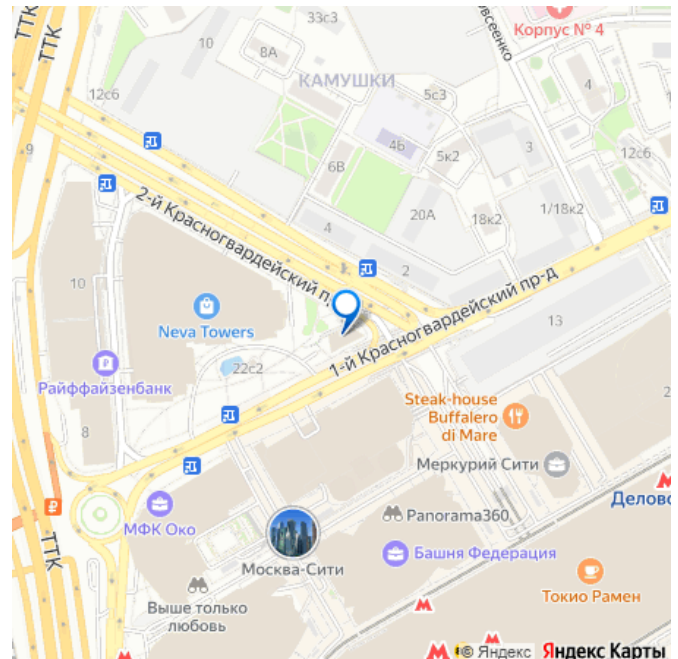 ТТК
ТТК
33с3
Корпус № 4
овсеенко
10
8А
КАМУШКИ
4
12с6
5с3
4Б
3
9
5к2
12с6
6В
2-й Красногвардейский пр
20А
18к2
1/18к2
4
2
10
1-й Красногвардейский пр-д
13
Neva Towers
22с2
Райффайзенбанк
Steak-house
Buffalero
di Mare
2
8
Меркурий Сити
Делово
МФК Око
Panorama360
ТТК
Москва-Сити
Башня Федерация
Выше только
любовь
Токио Рамен
© Яндекс Яндекс Карты